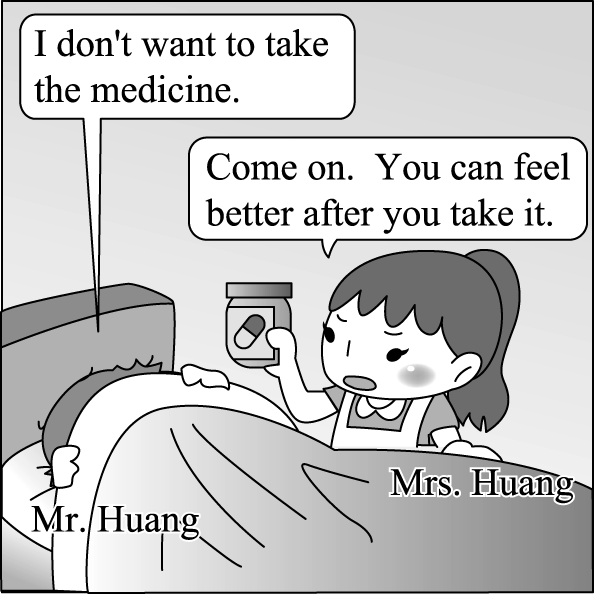 I don't want to take
the medicine.
Come on. You can feel
better after you take it.
Mrs. Huang
Mr. Huang